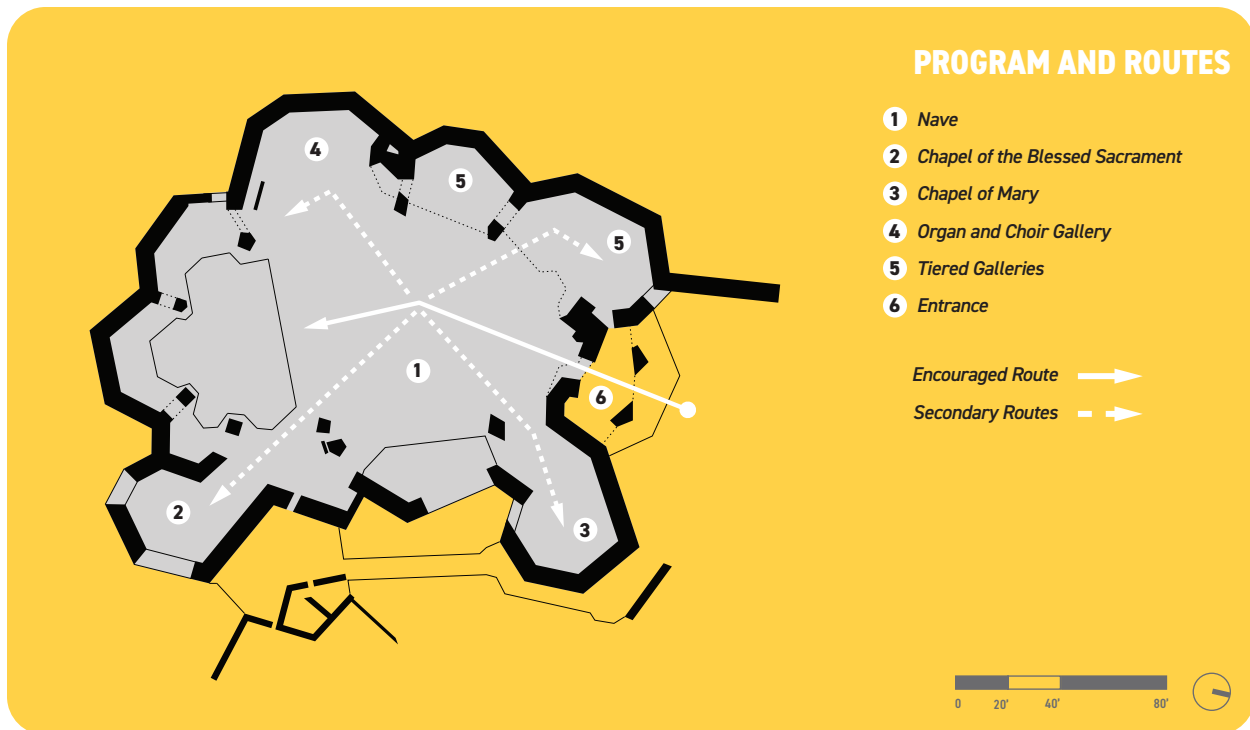 PROGRAM AND ROUTES
1 Nave
2 Chapel of the Blessed Sacrament
3 Chapel of Mary
4 Organ and Choir Gallery
5 Tiered Galleries
6 Entrance
Encouraged Route
Secondary Routes
4
5
5
1
6
2
3
0 20' 40' 80'